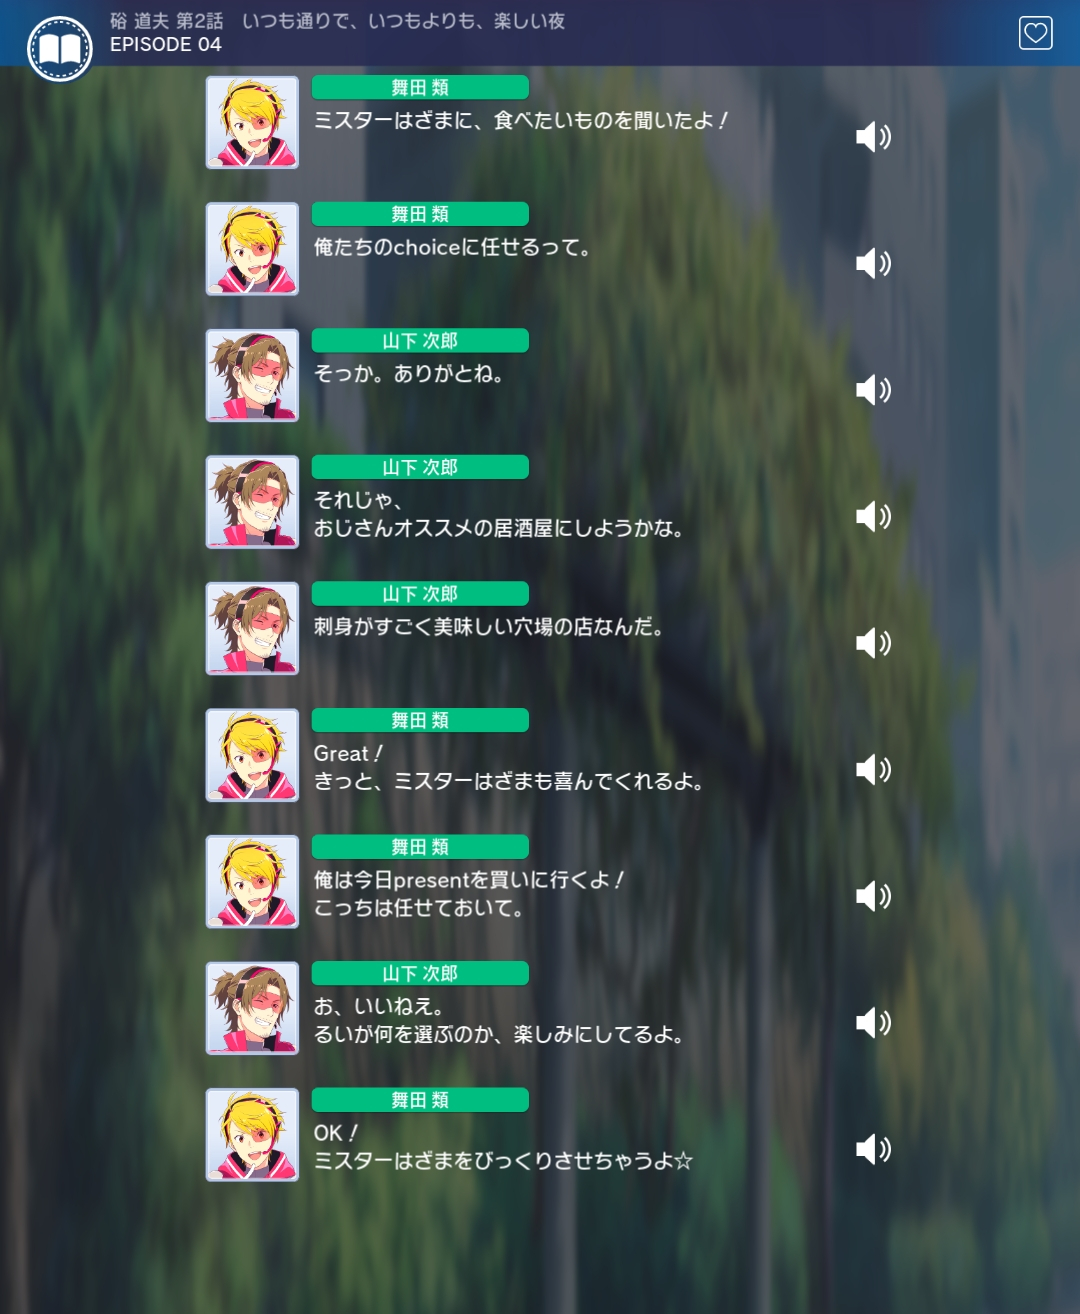 硲 道夫 第2話　いつも通りで、いつもよりも、楽しい夜
EPISODE 04
舞田 類
ミスターはざまに、食べたいものを聞いたよ！
舞田 類
俺たちのchoiceに任せるって。
山下 次郎
そっか。ありがとね。
山下 次郎
それじゃ、
おじさんオススメの居酒屋にしようかな。
山下 次郎
刺身がすごく美味しい穴場の店なんだ。
舞田 類
Great！
きっと、ミスターはざまも喜んでくれるよ。
舞田 類
俺は今日presentを買いに行くよ！
こっちは任せておいて。
山下 次郎
お、いいねえ。
るいが何を選ぶのか、楽しみにしてるよ。
舞田 類
OK！
ミスターはざまをびっくりさせちゃうよ☆